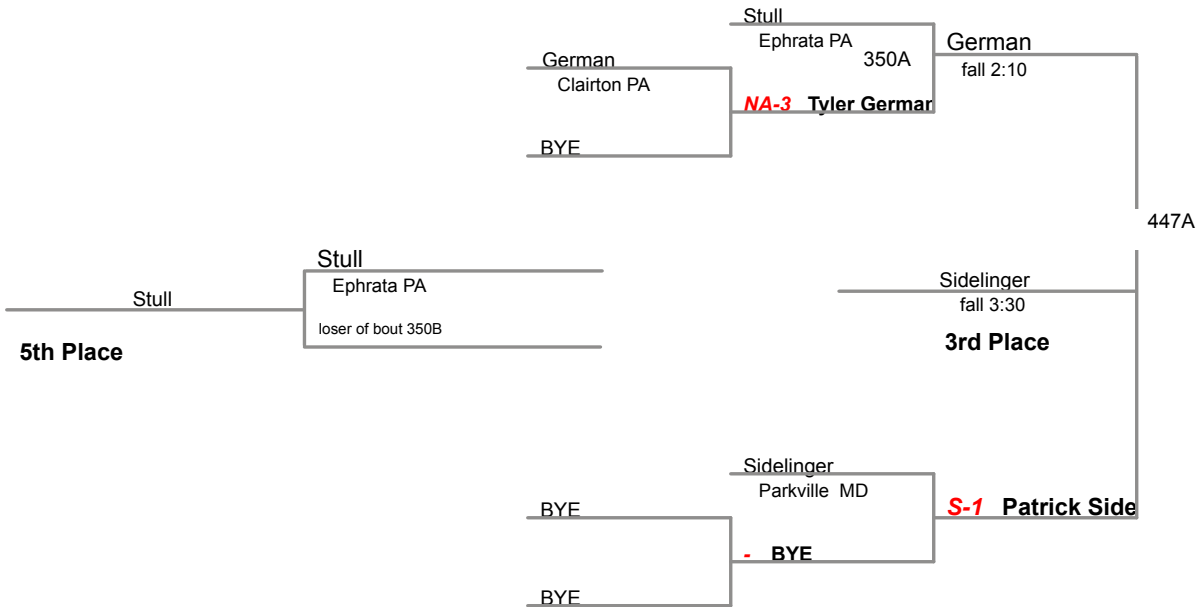 Stull
Ephrata PA
350A
German
fall 2:10
German
Clairton PA
NA-3 Tyler German
BYE
447A
Stull
Ephrata PA
Stull
loser of bout 350B
5th Place
Sidelinger
fall 3:30
3rd Place
Sidelinger
Parkville MD
S-1 Patrick Side
BYE
- BYE
BYE